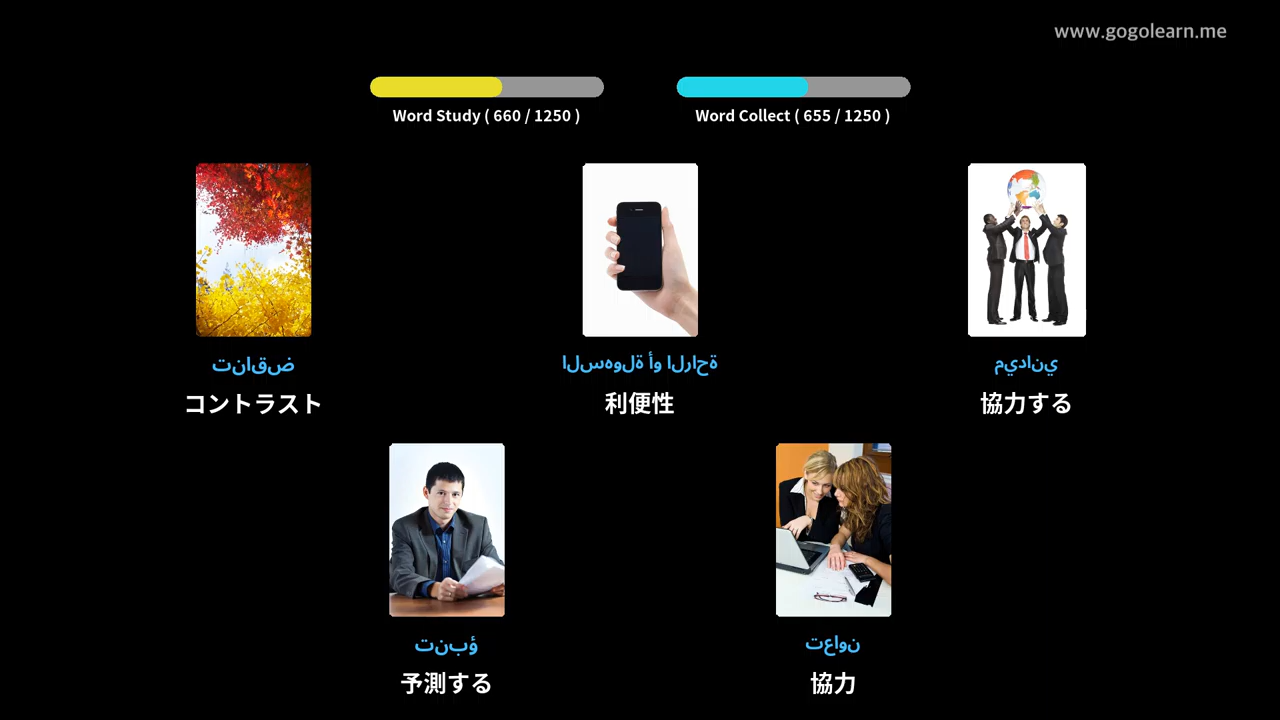 www.gogolearn.me
Word Study ( 660 / 1250 )
Word Collect ( 655 / 1250 )
تناقض
コントラスト
السهولة أو الراحة
利便性
ميداني
協力する
تنبؤ
予測する
تعاون
協力